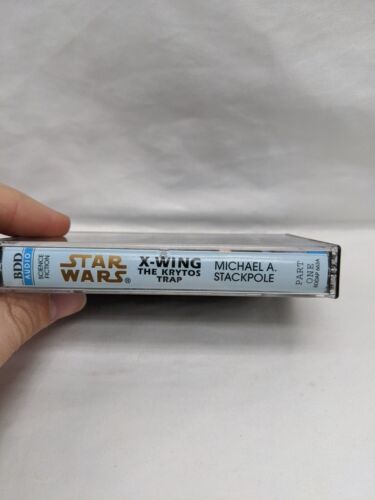 BDD
AUDIO
SCIENCE
FICTION
STAR
WARS®
X-WING
THE KRYTOS
TRAP
MICHAEL A.
STACKPOLE
PART
ONE